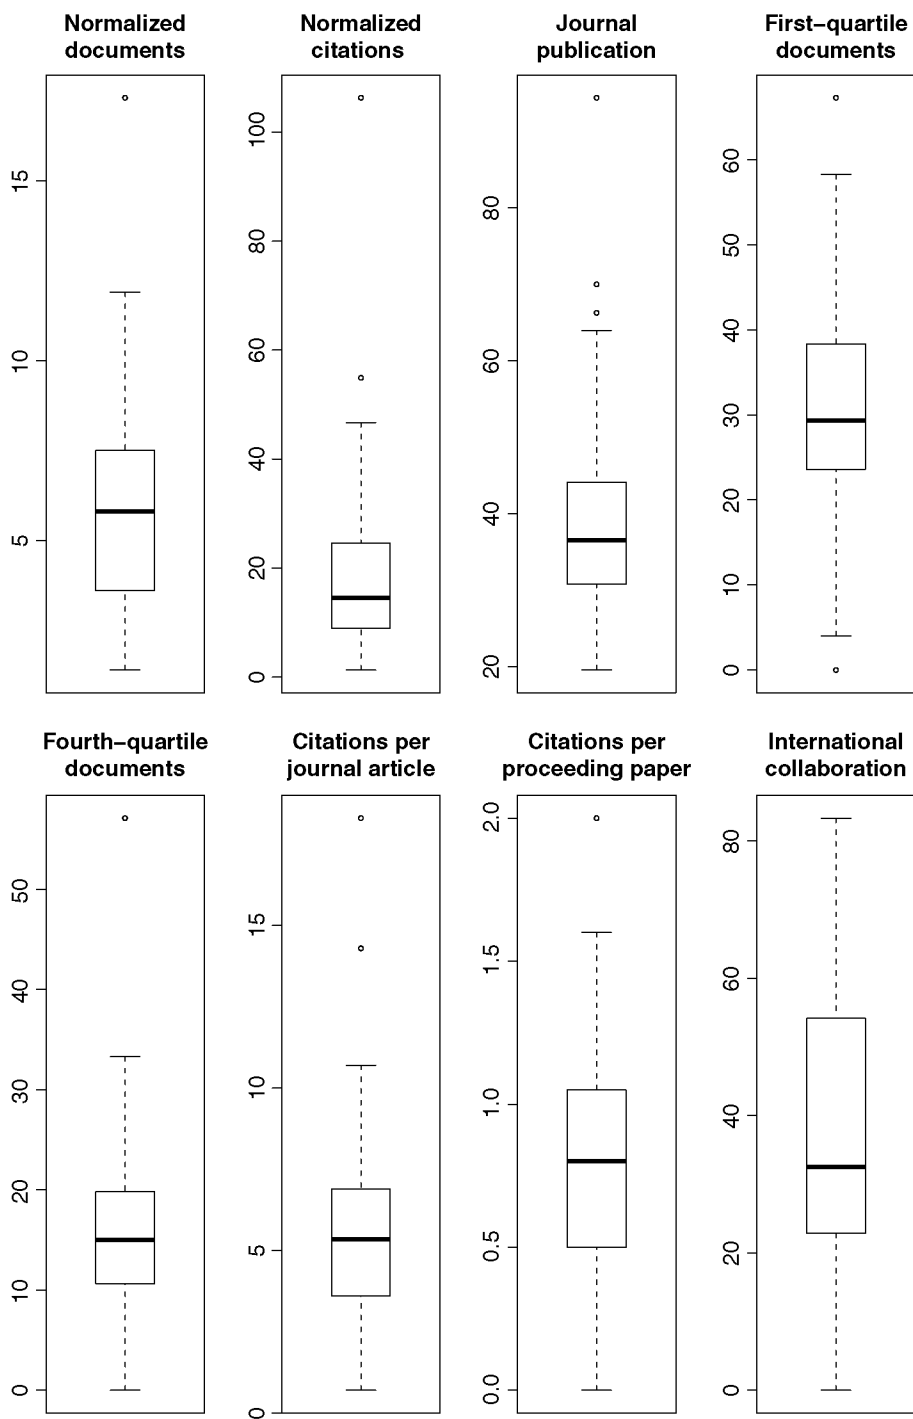 Normalized
documents
15
10
5
Normalized
citations
100
80
60
40
20
0
Journal
publication
80
60
40
20
First−quartile
documents
60
50
40
30
20
10
0
Fourth−quartile
documents
50
40
30
20
10
0
Citations per
journal article
15
10
5
0
Citations per
proceeding paper
2.0
1.5
1.0
0.5
0.0
International
collaboration
80
60
40
20
0